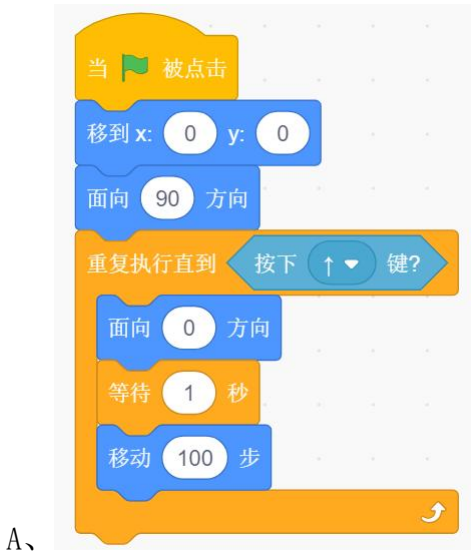 当 被点击
移到 x: 0 y: 0
面向 90 方向
重复执行直到 按下 ↑ 键?
面向 0 方向
等待 1 秒
移动 100 步
A、